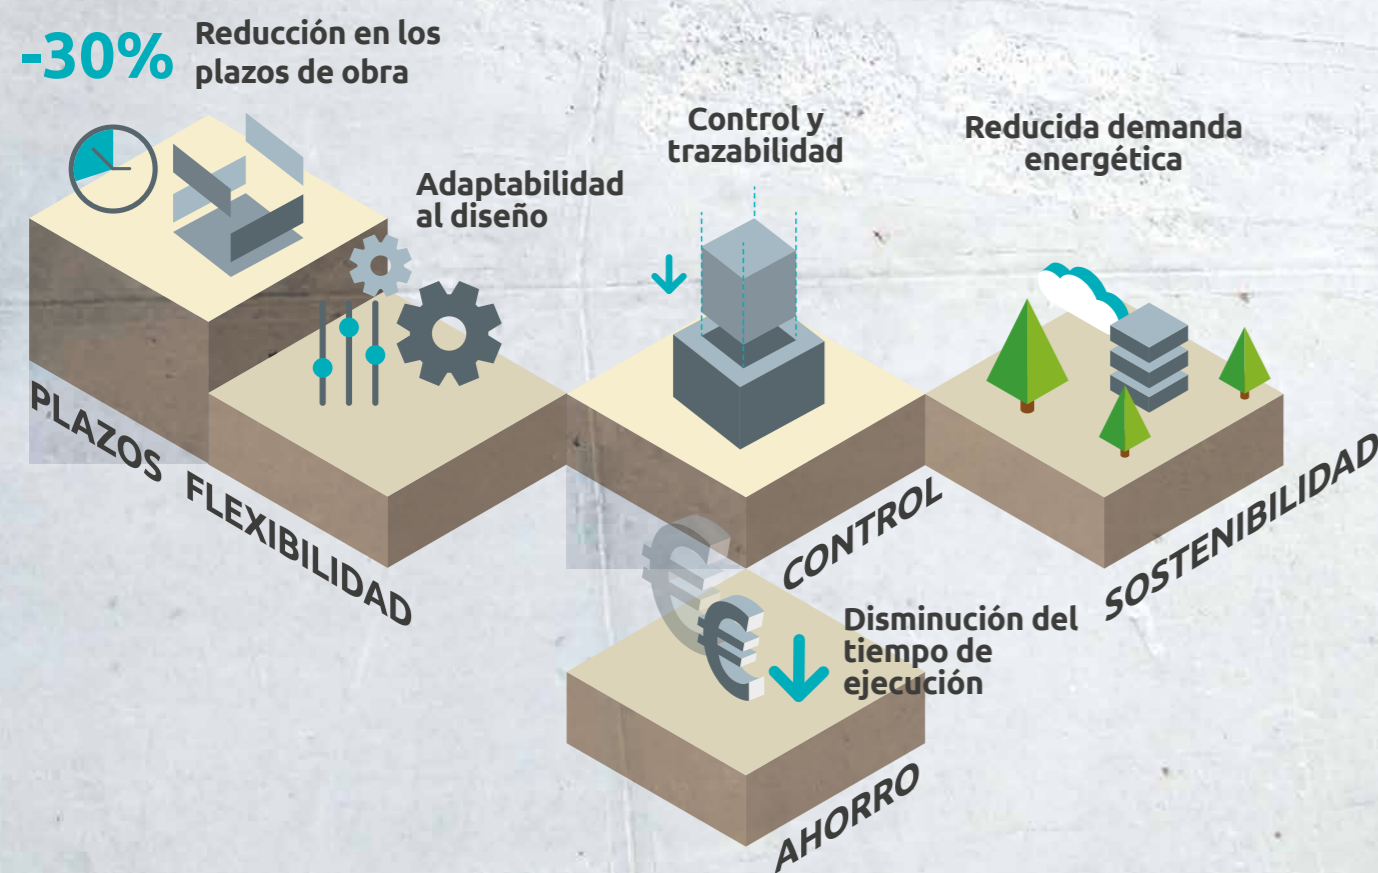 -30%
Reducción en los
plazos de obra
Adaptabilidad
al diseño
Control y
trazabilidad
Reducida demanda
energética
PLAZOS
FLEXIBILIDAD
CONTROL
SOSTENIBILIDAD
Disminución del
tiempo de
ejecución
AHORRO